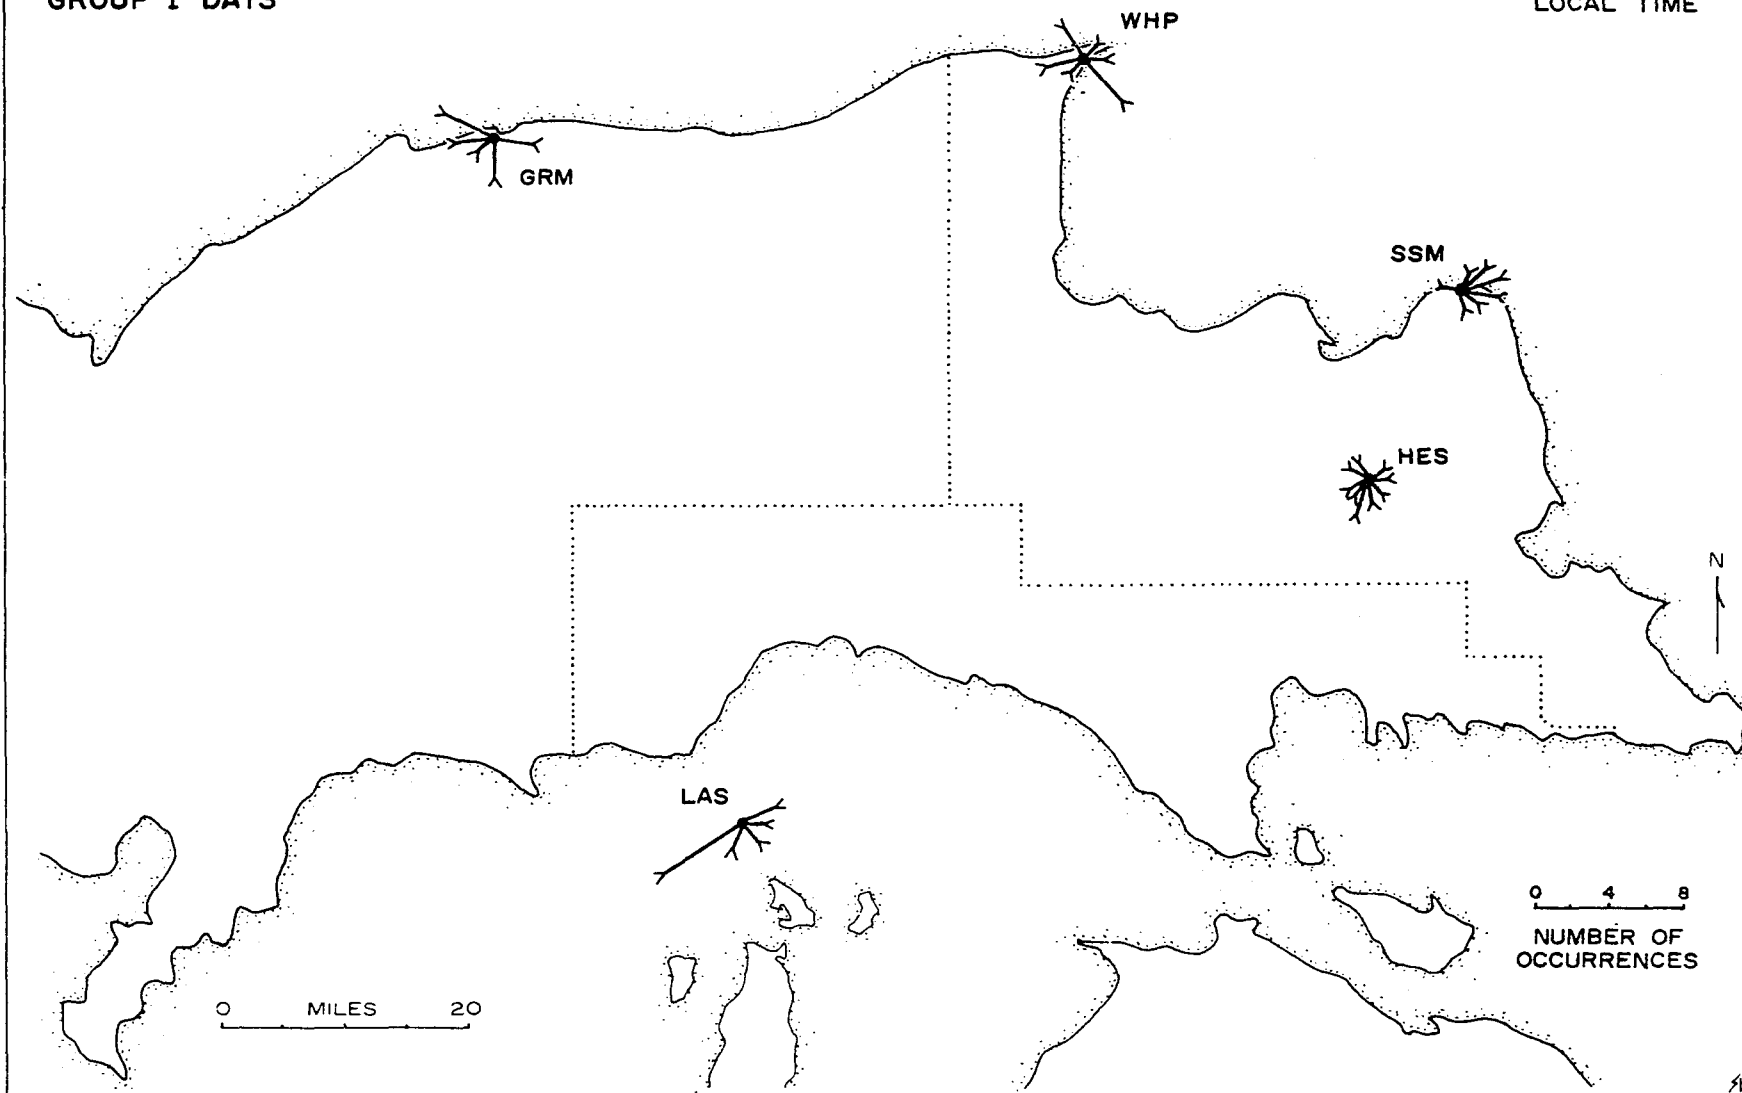 GROUP I DAYS
LOCAL TIME
WHP
GRM
SSM
HES
N
LAS
0 4 8
NUMBER OF
OCCURRENCES
0 MILES 20